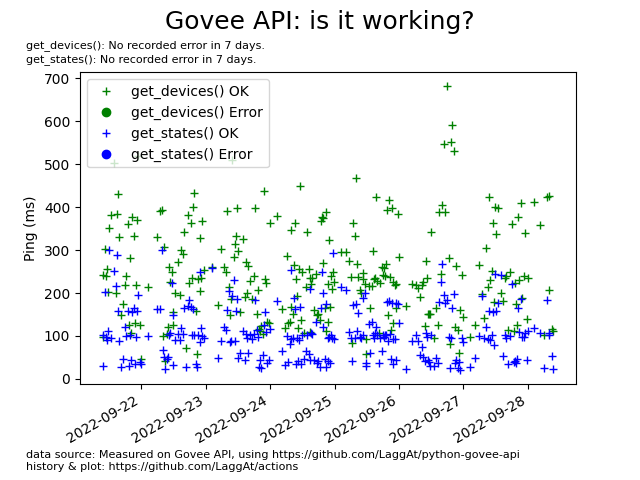 Govee API: is it working?
get_devices(): No recorded error in 7 days.
get_states(): No recorded error in 7 days.
700
600
500
400
300
200
100
0
Ping (ms)
get_devices() OK
get_devices() Error
get_states() OK
get_states() Error
2022-09-22
2022-09-23
2022-09-24
2022-09-25
2022-09-26
2022-09-27
2022-09-28
data source: Measured on Govee API, using https://github.com/LaggAt/python-govee-api
history & plot: https://github.com/LaggAt/actions